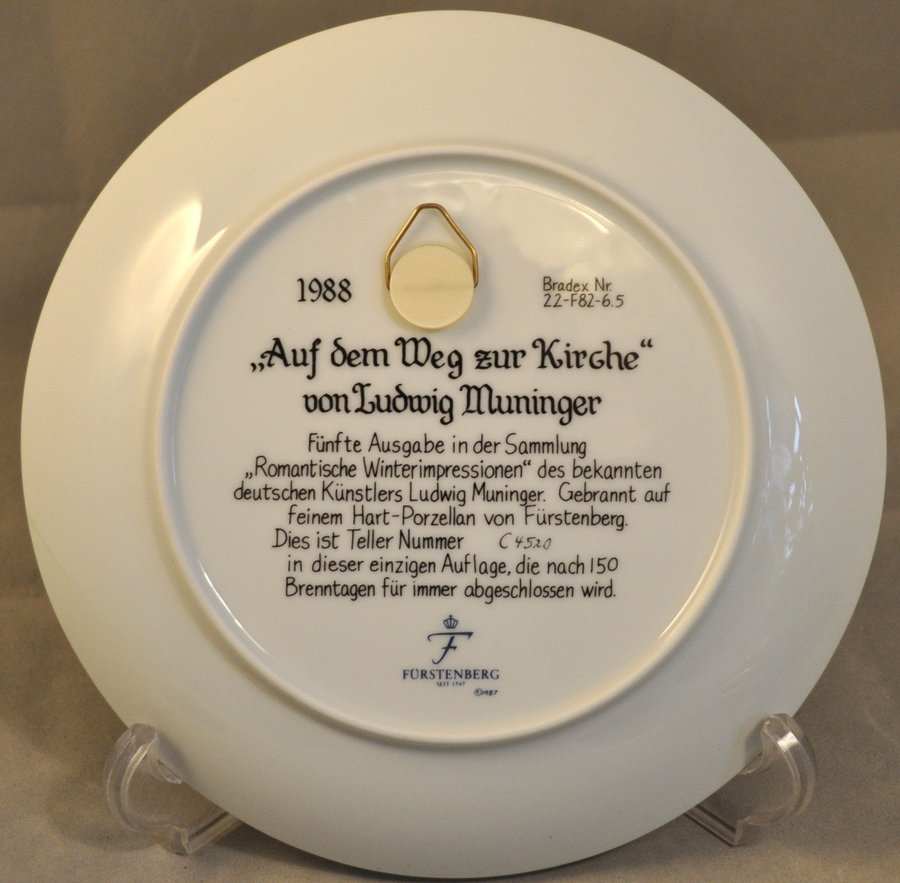 1988
Bradex Nr.
22-F82-6.5
„Auf dem Weg zur Kirche“
von Ludwig Muninger
Fünfte Ausgabe in der Sammlung
„Romantische Winterimpressionen“ des bekannten
deutschen Künstlers Ludwig Muninger. Gebrannt auf
feinem Hart-Porzellan von Fürstenberg.
Dies ist Teller Nummer C 4520
in dieser einzigen Auflage, die nach 150
Brenntagen für immer abgeschlossen wird.
F
FÜRSTENBERG
SEIT 1747
©1987